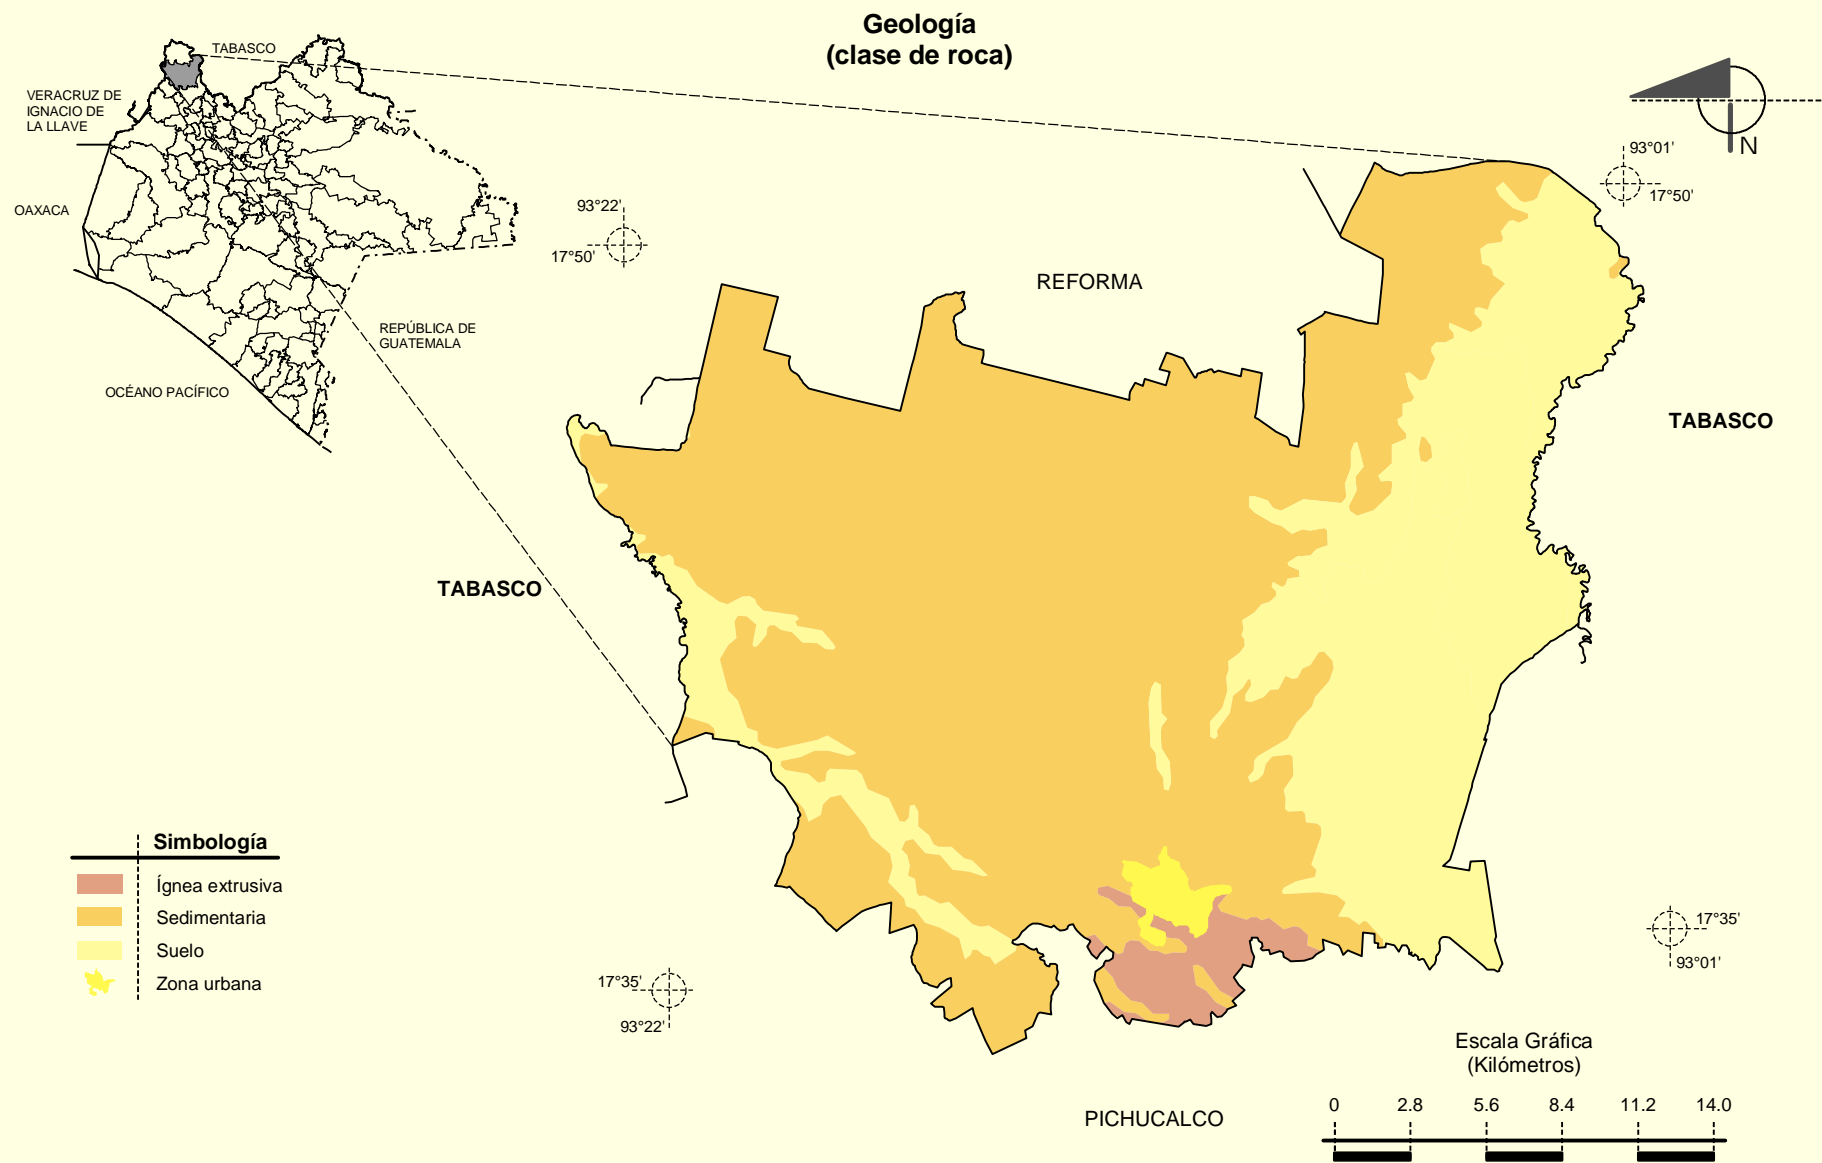 Geología
(clase de roca)
TABASCO
VERACRUZ DE
IGNACIO DE
LA LLAVE
OAXACA
REPÚBLICA DE
GUATEMALA
OCÉANO PACÍFICO
N
93°01'
17°50'
93°22'
17°50'
REFORMA
TABASCO
TABASCO
Simbología
Ígnea extrusiva
Sedimentaria
Suelo
Zona urbana
17°35'
93°22'
17°35'
93°01'
PICHUCALCO
Escala Gráfica
(Kilómetros)
0 2.8 5.6 8.4 11.2 14.0